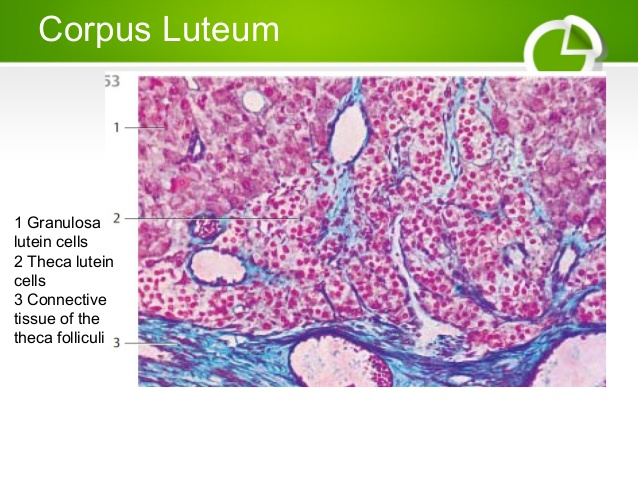 Corpus Luteum
53
1
2
3
1 Granulosa
lutein cells
2 Theca lutein
cells
3 Connective
tissue of the
theca folliculi